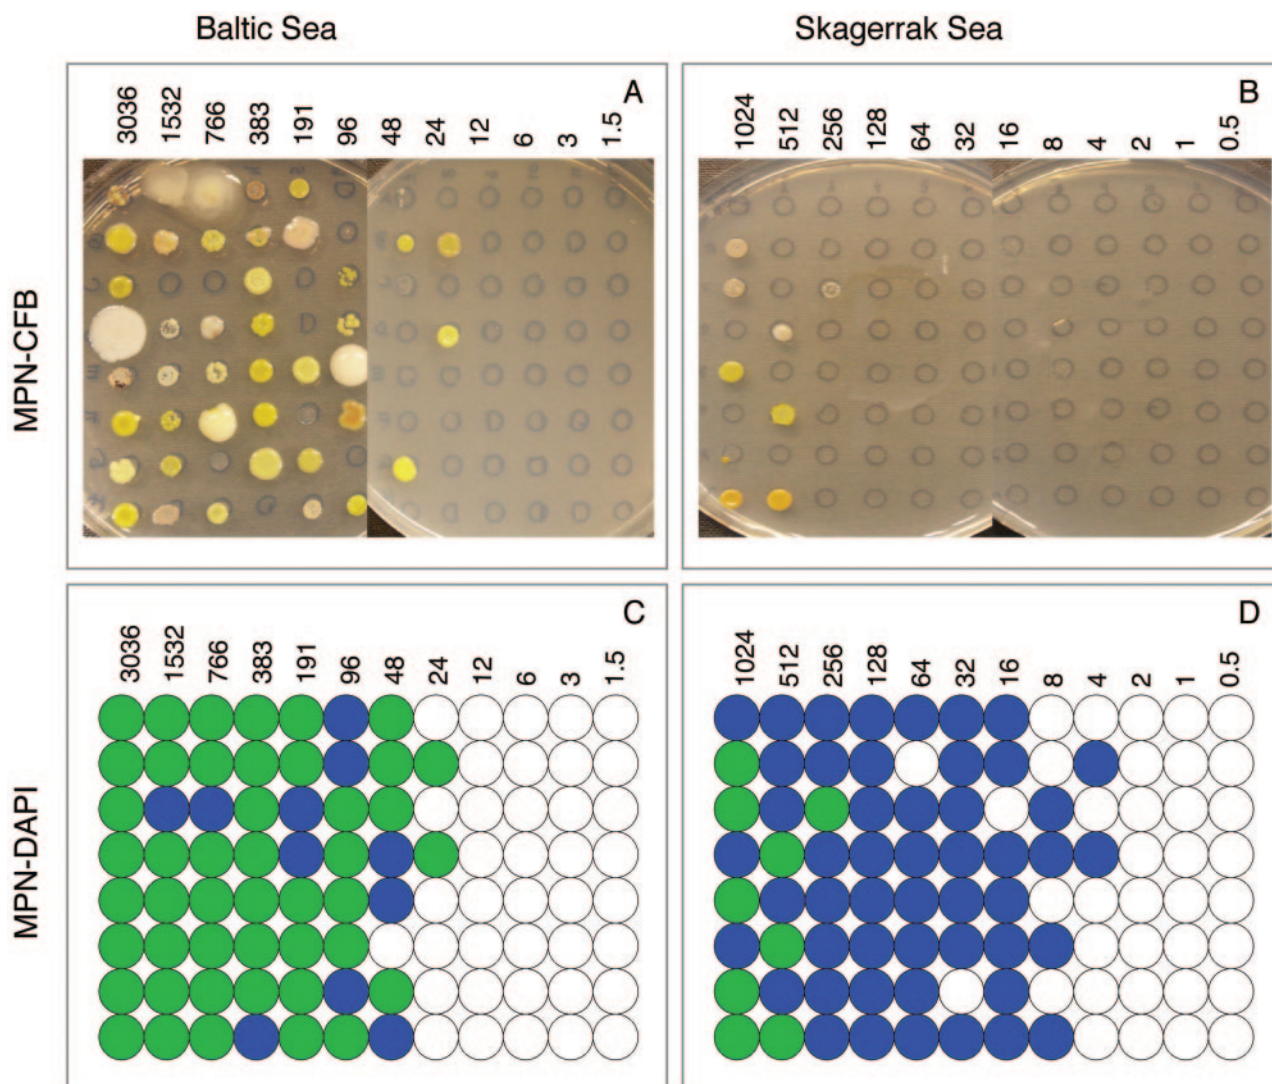 Baltic Sea
Skagerrak Sea
A
3036 1532 766 383 191 96 48 24 12 6 3 1.5
B
1024 512 256 128 64 32 16 8 4 2 1 0.5
MPN-CFB
C
3036 1532 766 383 191 96 48 24 12 6 3 1.5
D
1024 512 256 128 64 32 16 8 4 2 1 0.5
MPN-DAPI